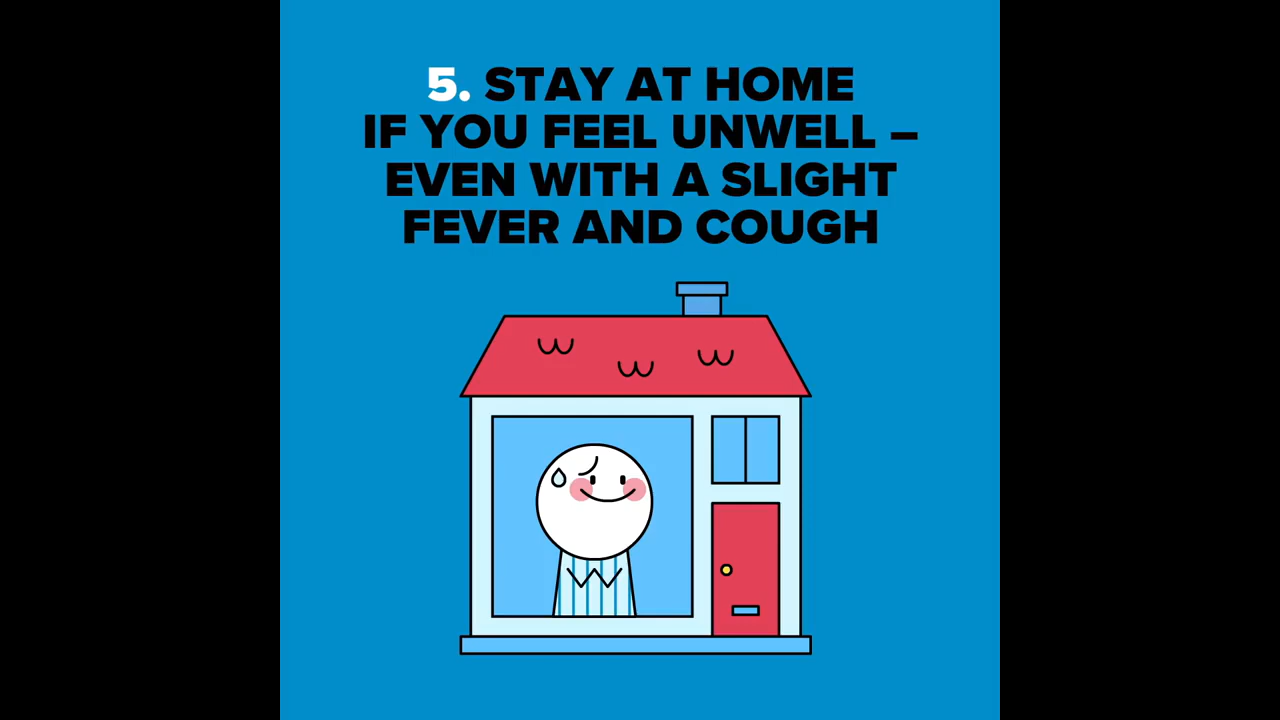 5. STAY AT HOME
IF YOU FEEL UNWELL –
EVEN WITH A SLIGHT
FEVER AND COUGH